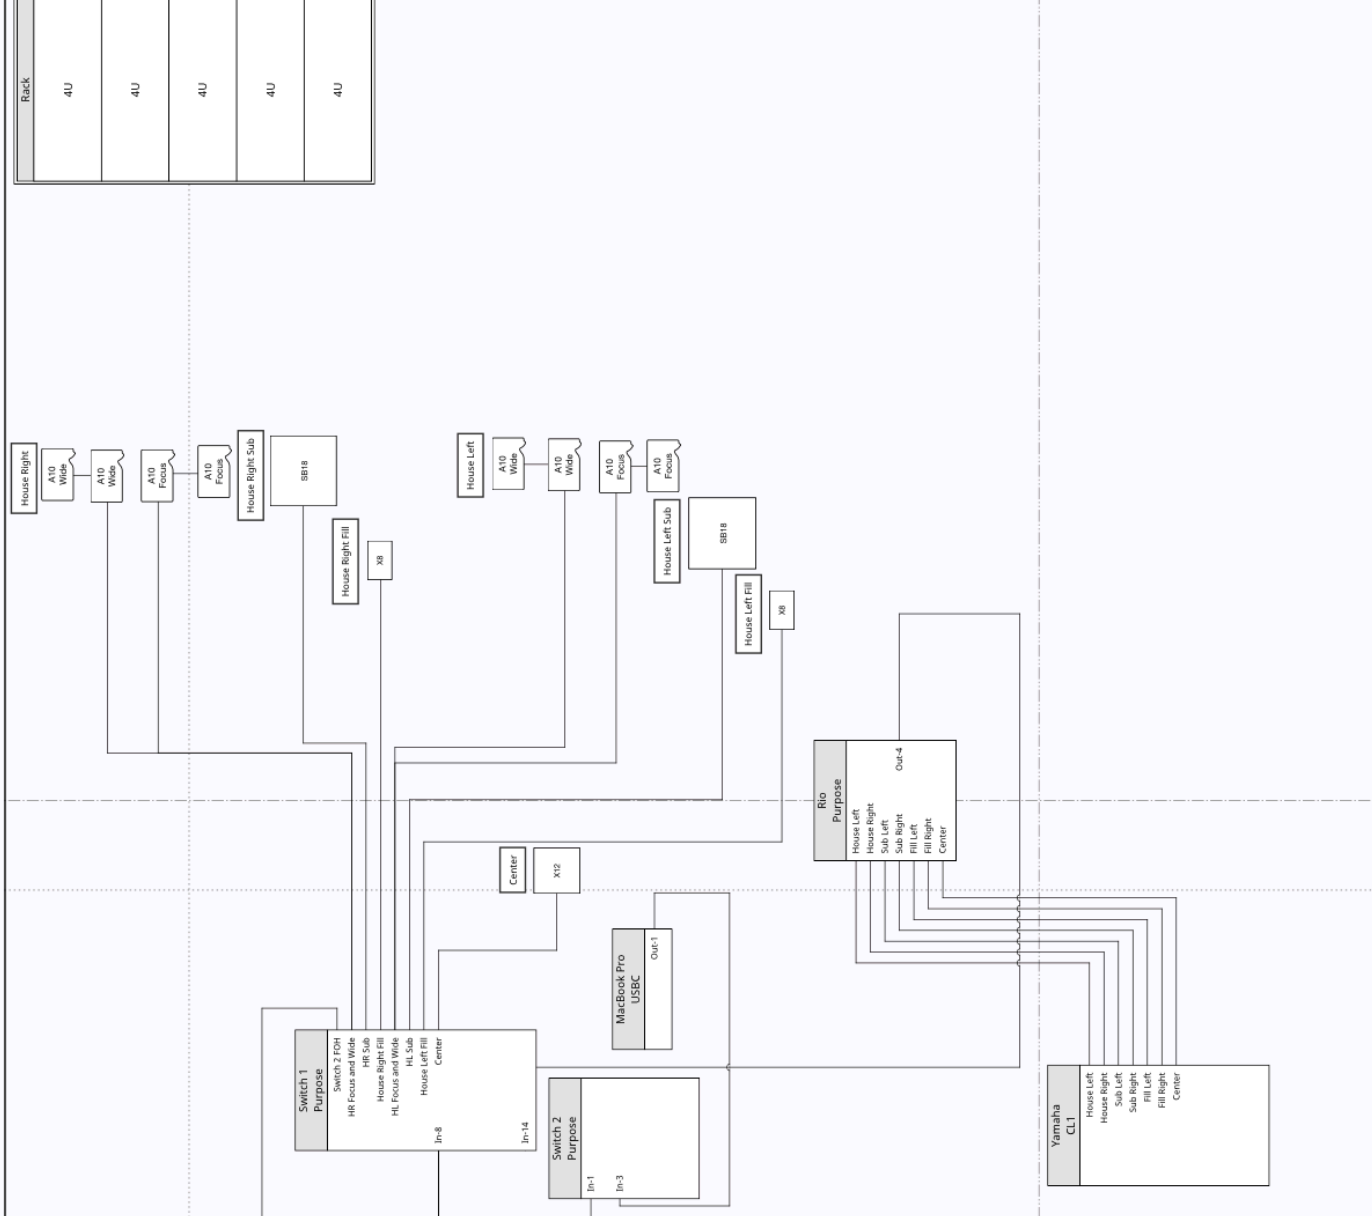 Rack
4U
4U
4U
4U
4U
House Right
A10
Wide
A10
Wide
A10
Focus
A10
Focus
House Right Sub
SB18
House Right Fill
X8
House Left
A10
Wide
A10
Wide
A10
Focus
A10
Focus
House Left Sub
SB18
House Left Fill
X8
Center
X12
MacBook Pro
USBC
Out-1
Rio
Purpose
House Left
House Right
Sub Left
Sub Right
Fill Left
Fill Right
Center
Out-4
Switch 1
Purpose
Switch 2 FOH
HR Focus and Wide
HR Sub
House Right Fill
HL Focus and Wide
HL Sub
House Left Fill
Center
In-8
In-14
Switch 2
Purpose
In-1
In-3
Yamaha
CL1
House Left
House Right
Sub Left
Sub Right
Fill Left
Fill Right
Center